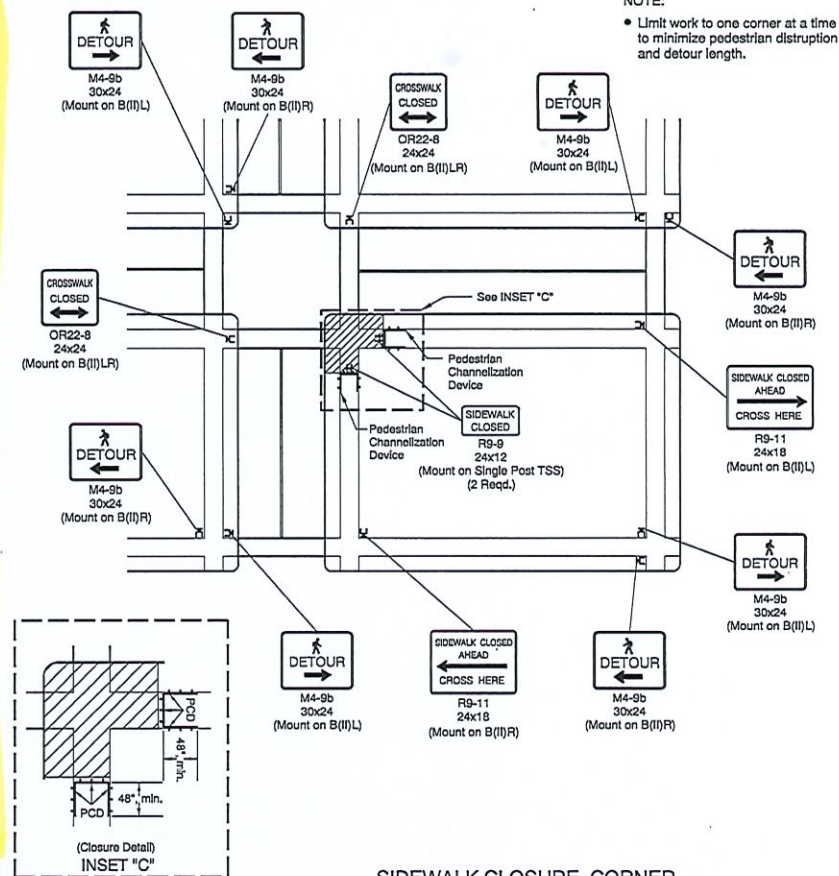 NOTE:
• Limit work to one corner at a time
to minimize pedestrian distruption
and detour length.
DETOUR
M4-9b
30x24
(Mount on B(II)L)
DETOUR
M4-9b
30x24
(Mount on B(II)R)
CROSSWALK
CLOSED
OR22-8
24x24
(Mount on B(II)LR)
DETOUR
M4-9b
30x24
(Mount on B(II)L)
DETOUR
M4-9b
30x24
(Mount on B(II)R)
CROSSWALK
CLOSED
OR22-8
24x24
(Mount on B(II)LR)
See INSET "C"
Pedestrian
Channelization
Device
SIDEWALK
CLOSED
R9-9
24x12
(Mount on Single Post TSS)
(2 Reqd.)
Pedestrian
Channelization
Device
SIDEWALK CLOSED
AHEAD
CROSS HERE
R9-11
24x18
(Mount on B(II)L)
DETOUR
M4-9b
30x24
(Mount on B(II)R)
DETOUR
M4-9b
30x24
(Mount on B(II)L)
DETOUR
M4-9b
30x24
(Mount on B(II)L)
SIDEWALK CLOSED
AHEAD
CROSS HERE
R9-11
24x18
(Mount on B(II)R)
DETOUR
M4-9b
30x24
(Mount on B(II)R)
PCD
48", min.
48", min.
PCD
(Closure Detail)
INSET "C"
SIDEWALK CLOSURE, CORNER